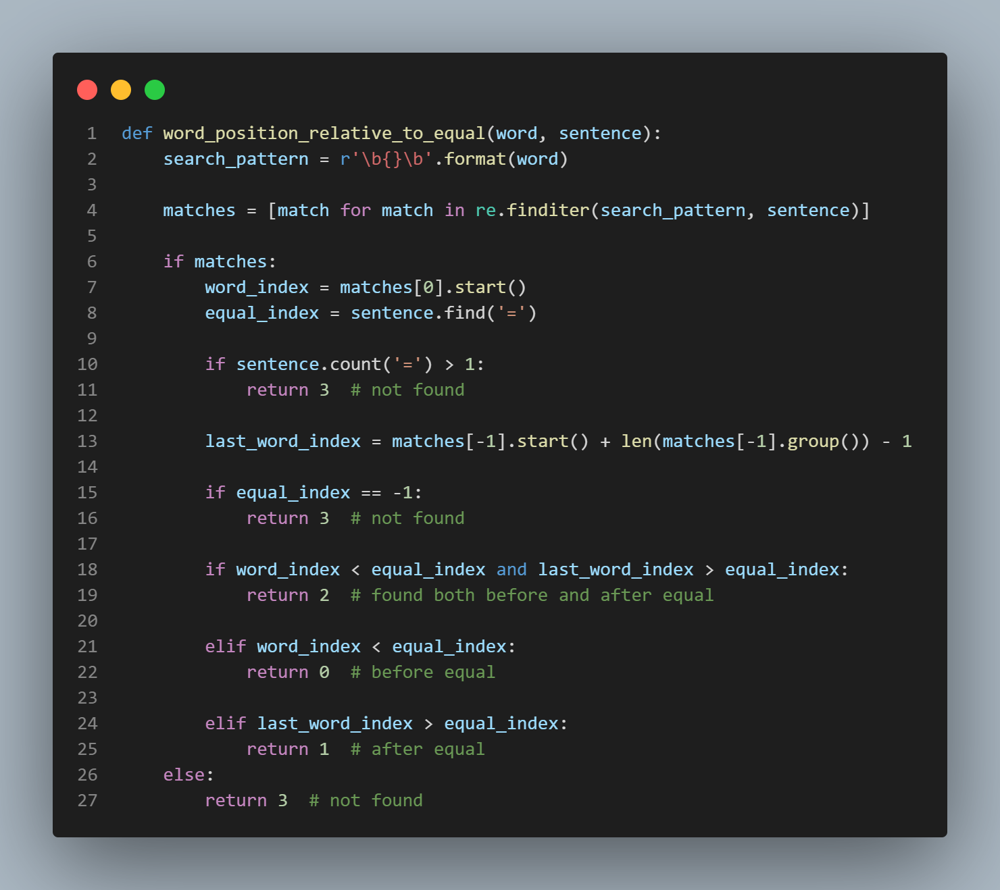 1 def word_position_relative_to_equal(word, sentence):
2     search_pattern = r'\b{}\b'.format(word)
3
4     matches = [match for match in re.finditer(search_pattern, sentence)]
5
6     if matches:
7         word_index = matches[0].start()
8         equal_index = sentence.find('=')
9
10         if sentence.count('=') > 1:
11             return 3  # not found
12
13         last_word_index = matches[-1].start() + len(matches[-1].group()) - 1
14
15         if equal_index == -1:
16             return 3  # not found
17
18         if word_index < equal_index and last_word_index > equal_index:
19             return 2  # found both before and after equal
20
21         elif word_index < equal_index:
22             return 0  # before equal
23
24         elif last_word_index > equal_index:
25             return 1  # after equal
26     else:
27         return 3  # not found